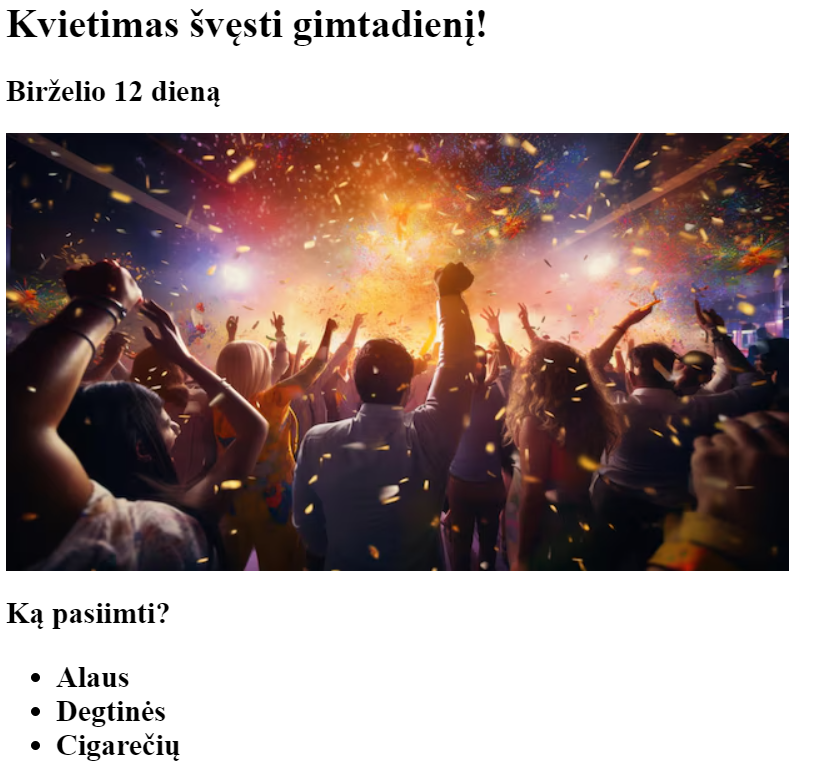 Kvietimas švęsti gimtadienį!
Birželio 12 dieną
Ką pasiimti?
Alaus
Degtinės
Cigarečių